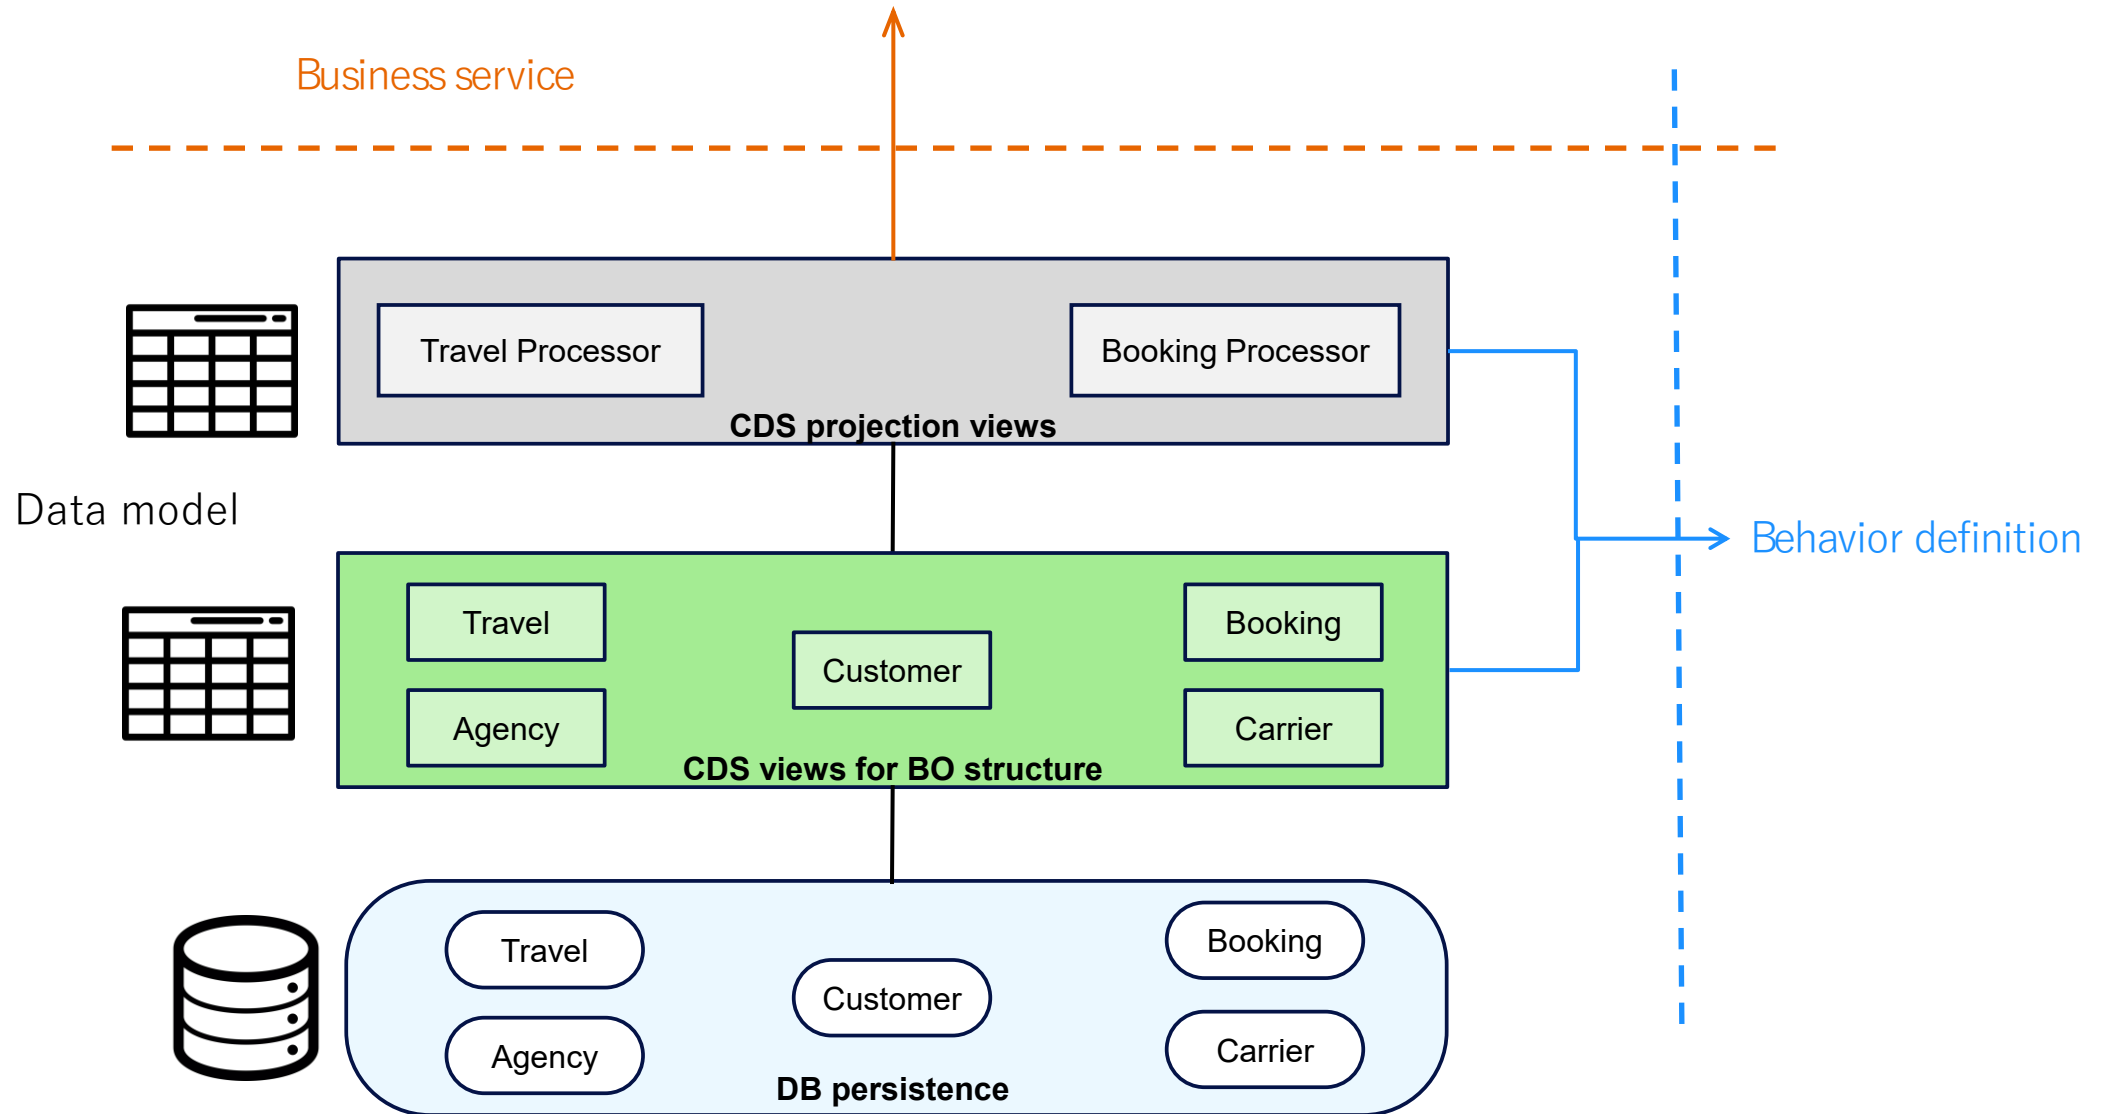 Business service
Travel Processor
Booking Processor
CDS projection views
Data model
Behavior definition
Travel
Booking
Customer
Agency
Carrier
CDS views for BO structure
Travel
Booking
Customer
Agency
Carrier
DB persistence